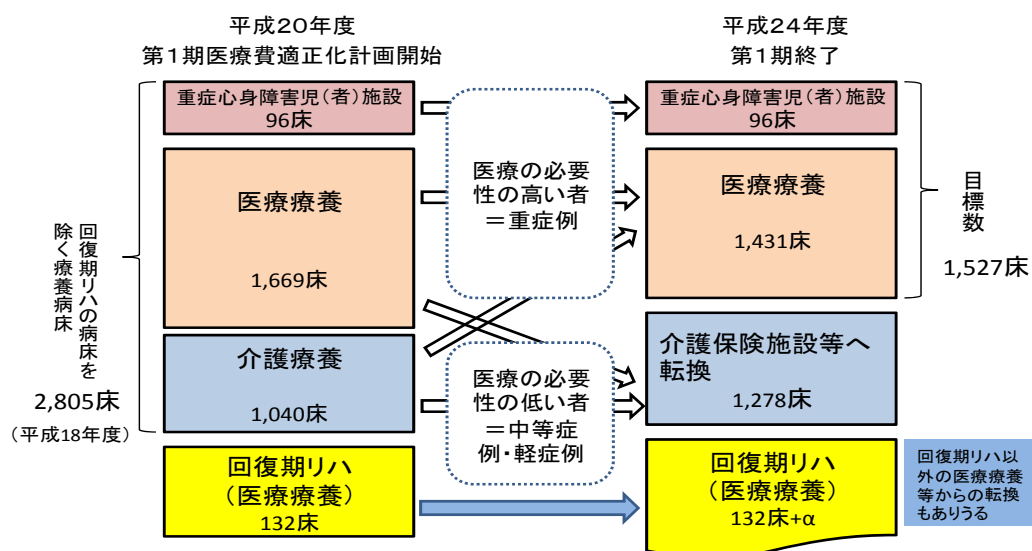 平成20年度
第1期医療費適正化計画開始
平成24年度
第1期終了
重症心身障害児(者)施設
96床
医療療養
1,669床
介護療養
1,040床
回復期リハ
(医療療養)
132床
回復期リハの病床を
除く療養病床
2,805床
(平成18年度)
医療の必要
性の高い者
=重症例
医療の必要
性の低い者
=中等症
例・軽症例
重症心身障害児(者)施設
96床
医療療養
1,431床
介護保険施設等へ
転換
1,278床
回復期リハ
(医療療養)
132床+α
目標数
1,527床
回復期リハ以
外の医療療養
等からの転換
もありうる